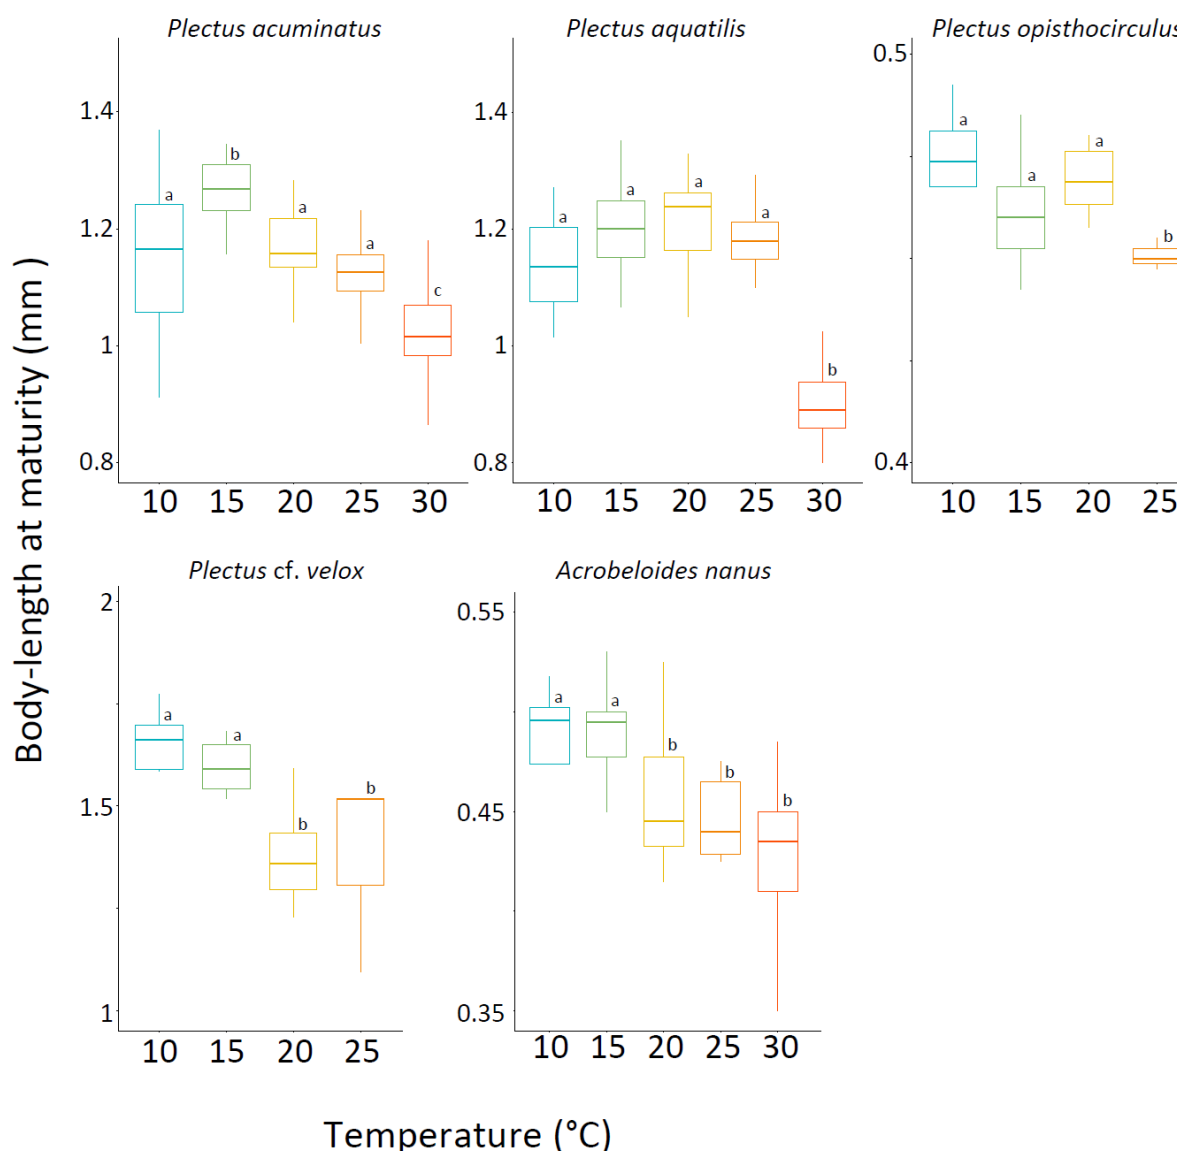 Plectus acuminatus
Plectus aquatilis
Plectus opisthocirculus
Body-length at maturity (mm )
1.4
1.2
1
0.8
a
b
a
a
c
10 15 20 25 30
1.4
1.2
1
0.8
a
a
a
a
b
10 15 20 25 30
0.5
0.4
a
a
a
b
10 15 20 25
Plectus cf. velox
Acrobeloides nanus
2
1.5
1
a
a
b
b
10 15 20 25
0.55
0.45
0.35
a
a
b
b
b
10 15 20 25 30
Temperature (°C)